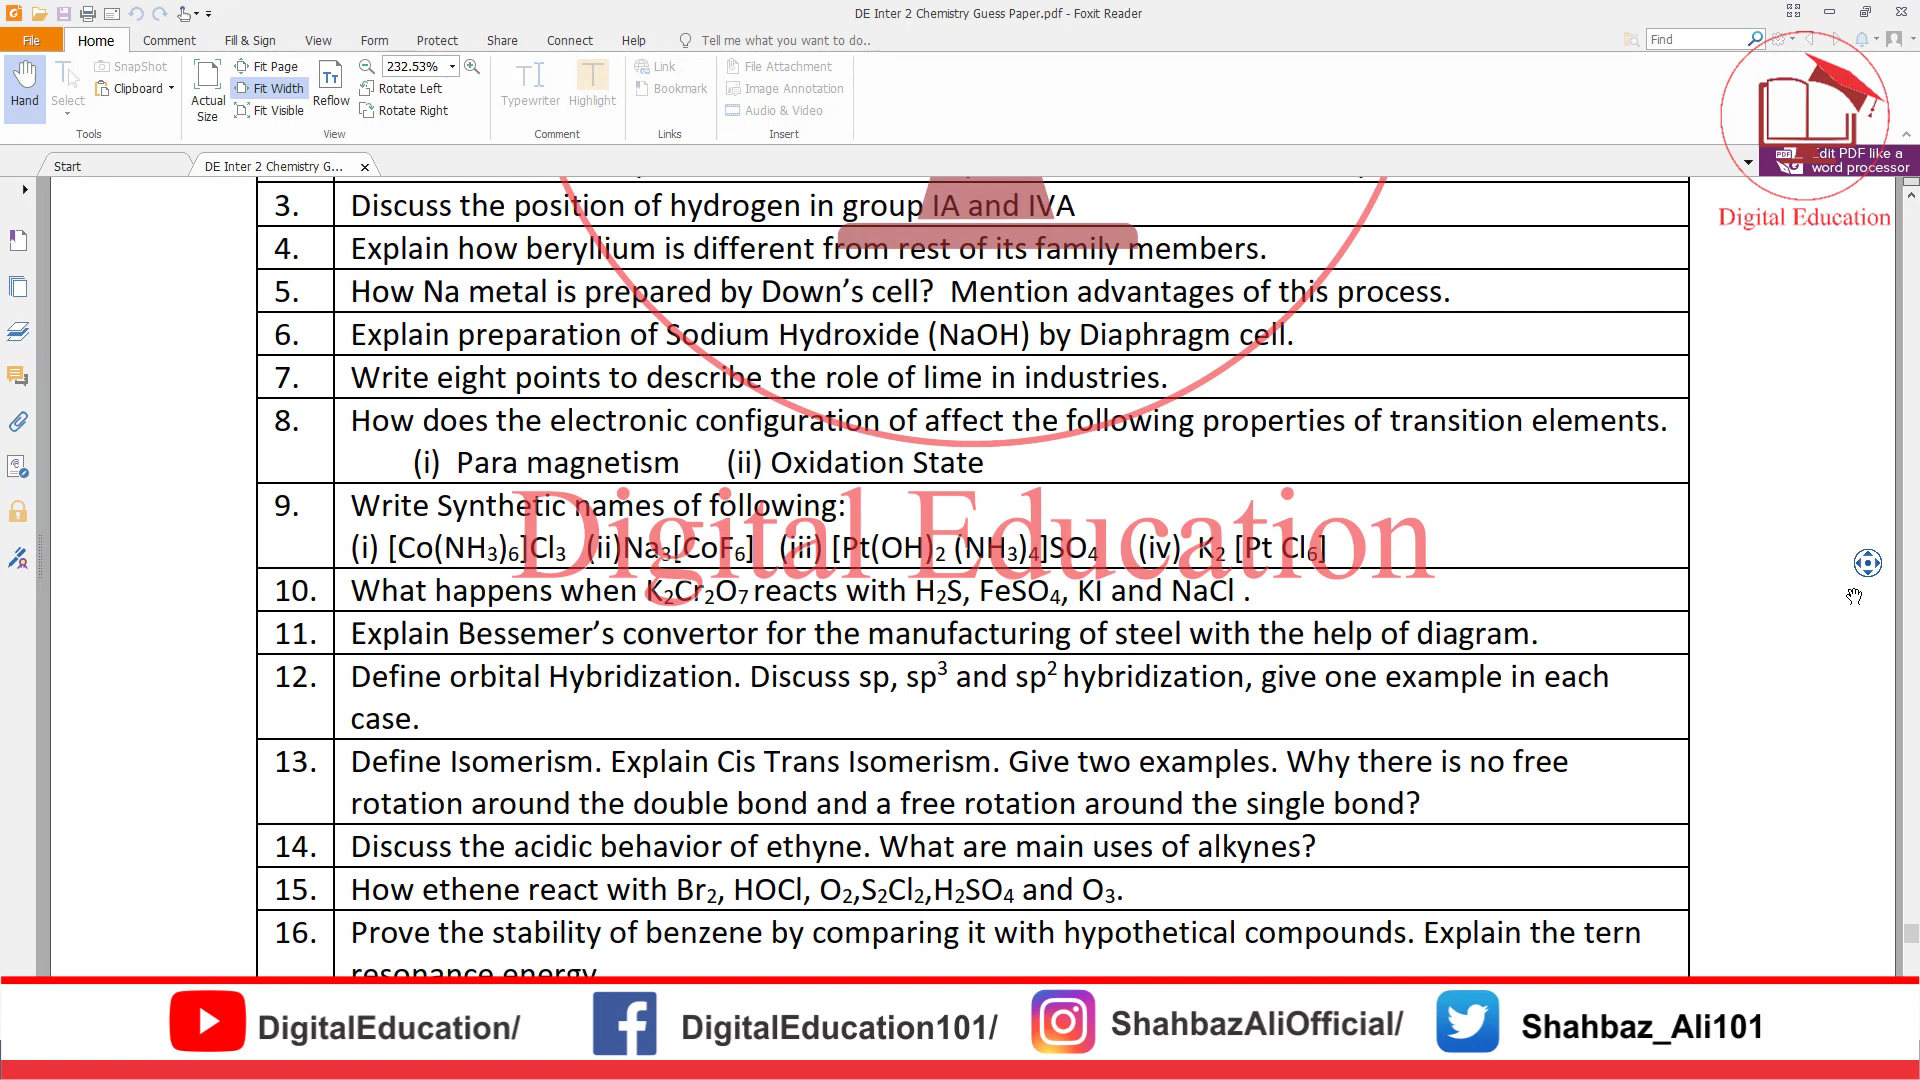 DE Inter 2 Chemistry Guess Paper.pdf - Foxit Reader
File Home Comment Fill & Sign View Form Protect Share Connect Help Tell me what you want to do.. Find
Hand
Select
SnapShot
Clipboard
Tools
Actual Size
Fit Page
Fit Width
Fit Visible
Reflow
232.53%
Rotate Left
Rotate Right
View
Typewriter
Highlight
Comment
Link
Bookmark
Links
File Attachment
Image Annotation
Audio & Video
Insert
Start
DE Inter 2 Chemistry G...
dit PDF like a
word processor
Digital Education
3. Discuss the position of hydrogen in group IA and IVA
4. Explain how beryllium is different from rest of its family members.
5. How Na metal is prepared by Down’s cell? Mention advantages of this process.
6. Explain preparation of Sodium Hydroxide (NaOH) by Diaphragm cell.
7. Write eight points to describe the role of lime in industries.
8. How does the electronic configuration of affect the following properties of transition elements.
(i) Para magnetism (ii) Oxidation State
9. Write Synthetic names of following:
(i) [Co(NH₃)₆]Cl₃ (ii)Na₃[CoF₆] (iii) [Pt(OH)₂ (NH₃)₄]SO₄ (iv) K₂ [Pt Cl₆]
Digital Education
10. What happens when K₂Cr₂O₇ reacts with H₂S, FeSO₄, KI and NaCl .
11. Explain Bessemer’s convertor for the manufacturing of steel with the help of diagram.
12. Define orbital Hybridization. Discuss sp, sp³ and sp² hybridization, give one example in each
case.
13. Define Isomerism. Explain Cis Trans Isomerism. Give two examples. Why there is no free
rotation around the double bond and a free rotation around the single bond?
14. Discuss the acidic behavior of ethyne. What are main uses of alkynes?
15. How ethene react with Br₂, HOCl, O₂,S₂Cl₂,H₂SO₄ and O₃.
16. Prove the stability of benzene by comparing it with hypothetical compounds. Explain the tern
resonance energy
DigitalEducation/ DigitalEducation101/ ShahbazAliOfficial/ Shahbaz_Ali101